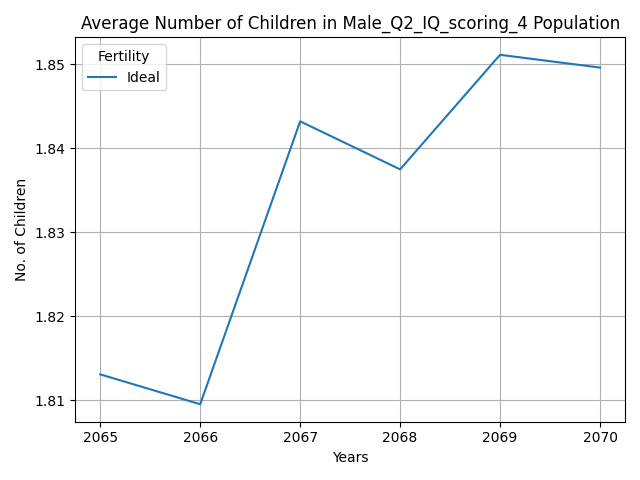 Average Number of Children in Male_Q2_IQ_scoring_4 Population
Fertility
Ideal
1.85
1.84
1.83
1.82
1.81
No. of Children
2065 2066 2067 2068 2069 2070
Years